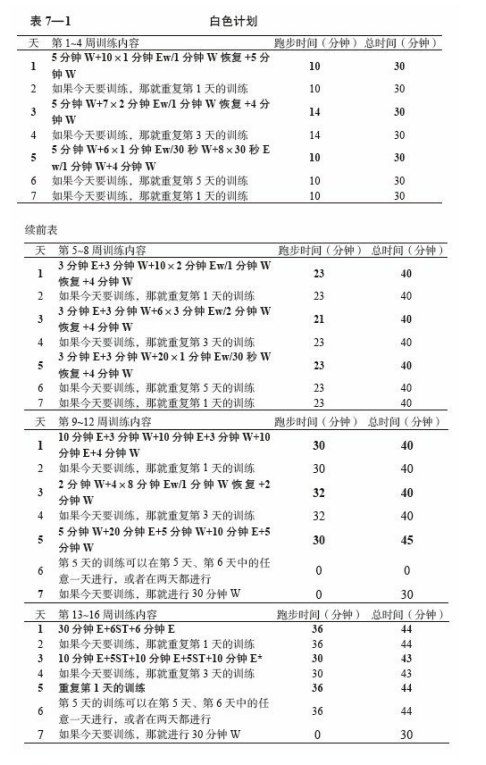 表 7—1 白色计划
天 第 1~4 周训练内容 跑步时间（分钟） 总时间（分钟）
1 5 分钟 W+10×1 分钟 Ew/1 分钟 W 恢复 +5 分 10 30
钟 W
2 如果今天要训练，那就重复第 1 天的训练 10 30
3 5 分钟 W+7×2 分钟 Ew/1 分钟 W 恢复 +4 分 14 30
钟 W
4 如果今天要训练，那就重复第 3 天的训练 14 30
5 5 分钟 W+6×1 分钟 Ew/30 秒 W+8×30 秒 E 10 30
w/1 分钟 W+4 分钟 W
6 如果今天要训练，那就重复第 5 天的训练 10 30
7 如果今天要训练，那就重复第 1 天的训练 10 30
续前表
天 第 5~8 周训练内容 跑步时间（分钟） 总时间（分钟）
1 3 分钟 E+3 分钟 W+10×2 分钟 Ew/1 分钟 W 23 40
恢复 +4 分钟 W
2 如果今天要训练，那就重复第 1 天的训练 23 40
3 3 分钟 E+3 分钟 W+6×3 分钟 Ew/2 分钟 W 21 40
恢复 +4 分钟 W
4 如果今天要训练，那就重复第 3 天的训练 23 40
5 3 分钟 E+3 分钟 W+20×1 分钟 Ew/30 秒 W 23 40
恢复 +4 分钟 W
6 如果今天要训练，那就重复第 5 天的训练 23 40
7 如果今天要训练，那就重复第 1 天的训练 23 40
天 第 9~12 周训练内容 跑步时间（分钟） 总时间（分钟）
1 10 分钟 E+3 分钟 W+10 分钟 E+3 分钟 W+10 30 40
分钟 E+4 分钟 W
2 如果今天要训练，那就重复第 1 天的训练 30 40
3 2 分钟 W+4×8 分钟 Ew/1 分钟 W 恢复 +2 32 40
分钟 W
4 如果今天要训练，那就重复第 3 天的训练 32 40
5 5 分钟 W+20 分钟 E+5 分钟 W+10 分钟 E+5 30 45
分钟 W
6 第 5 天的训练可以在第 5 天、第 6 天中的任 0 0
意一天进行，或者在两天都进行
7 如果今天要训练，那就进行 30 分钟 W 0 30
天 第 13~16 周训练内容 跑步时间（分钟） 总时间（分钟）
1 30 分钟 E+6ST+6 分钟 E 36 44
2 如果今天要训练，那就重复第 1 天的训练 36 44
3 10 分钟 E+5ST+10 分钟 E+5ST+10 分钟 E* 30 43
4 如果今天要训练，那就重复第 3 天的训练 30 43
5 重复第 1 天的训练 36 44
6 第 5 天的训练可以在第 5 天、第 6 天中的任 36 44
意一天进行，或者在两天都进行
7 如果今天要训练，那就进行 30 分钟 W 0 30